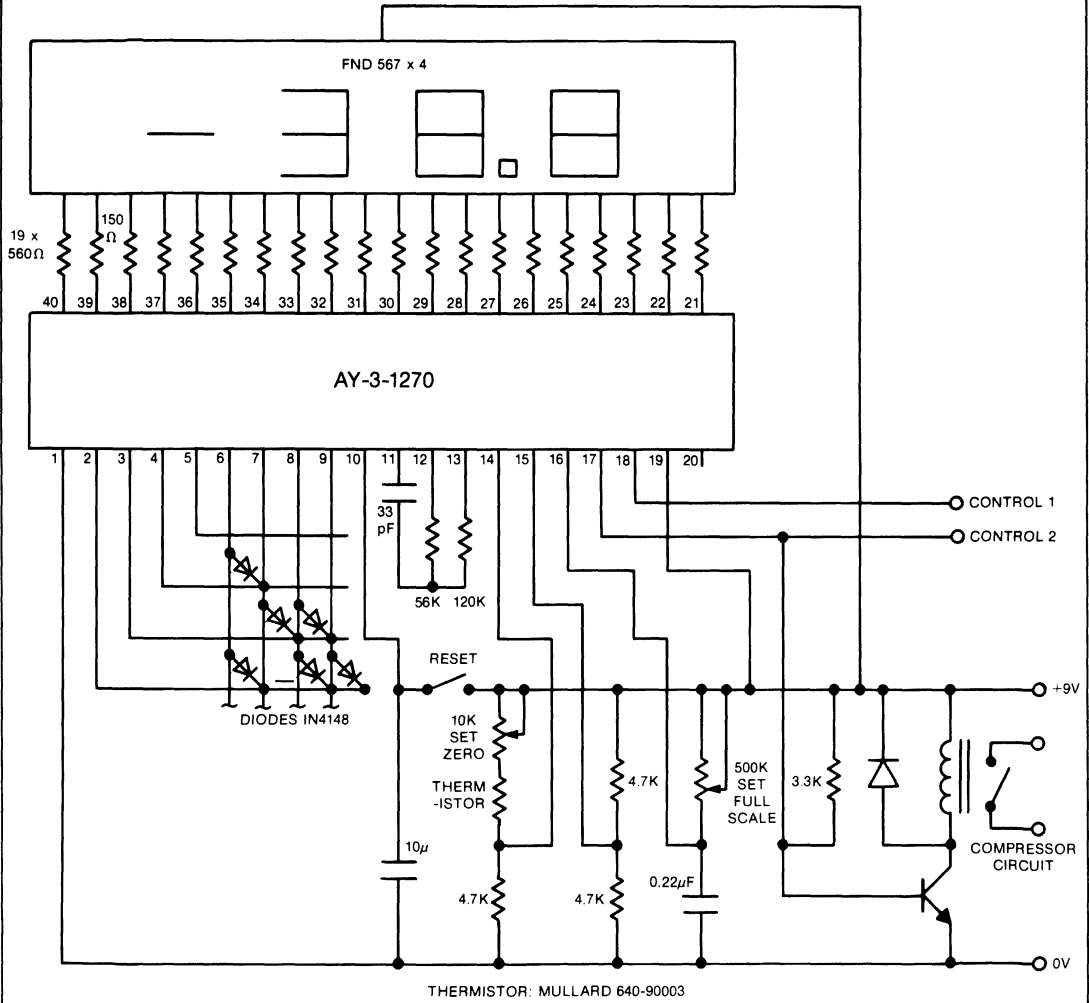 FND 567 x 4
19 x
560Ω
150
Ω
40 39 38 37 36 35 34 33 32 31 30 29 28 27 26 25 24 23 22 21
AY-3-1270
1 2 3 4 5 6 7 8 9 10 11 12 13 14 15 16 17 18 19 20
33
pF
56K 120K
CONTROL 1
CONTROL 2
RESET
+9V
DIODES IN4148
10K
SET
ZERO
THERM
-ISTOR
4.7K
500K
SET
FULL
SCALE
3.3K
COMPRESSOR
CIRCUIT
10μ
4.7K
4.7K
0.22μF
0V
THERMISTOR: MULLARD 640-90003